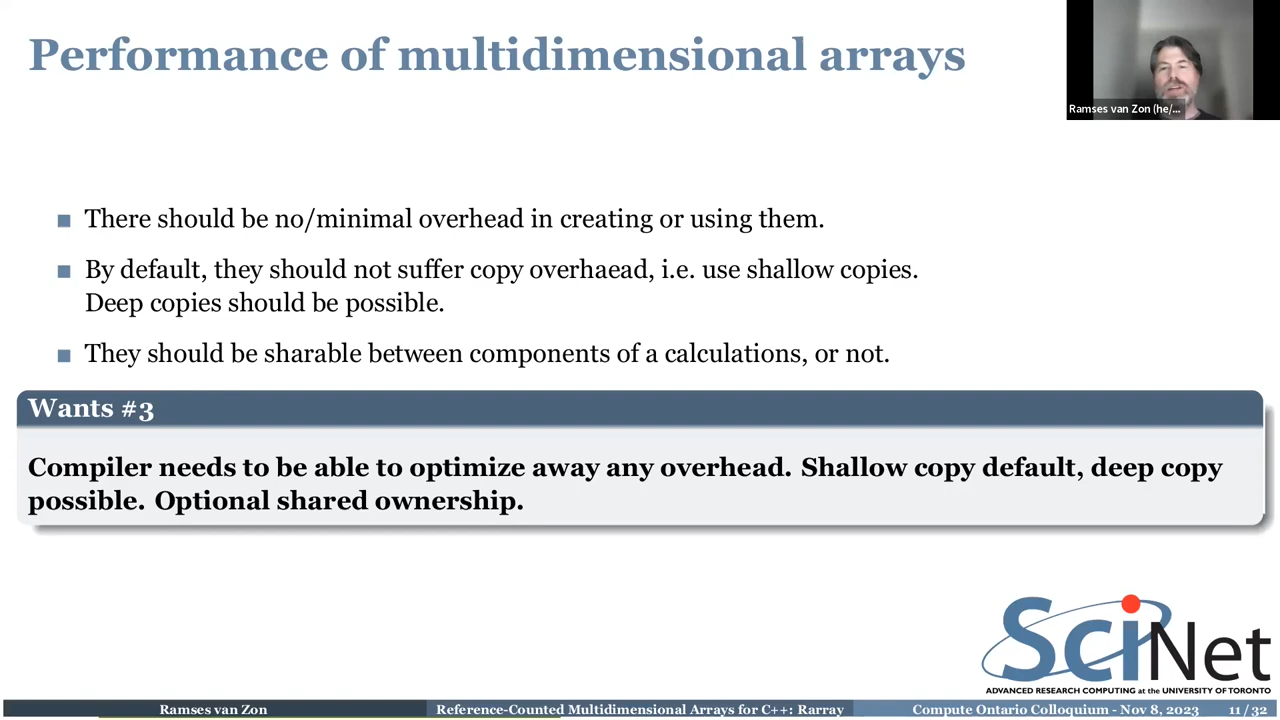 Performance of multidimensional arrays
Ramses van Zon (he/...
There should be no/minimal overhead in creating or using them.
By default, they should not suffer copy overhaead, i.e. use shallow copies.
Deep copies should be possible.
They should be sharable between components of a calculations, or not.
Wants #3
Compiler needs to be able to optimize away any overhead. Shallow copy default, deep copy
possible. Optional shared ownership.
SciNet
ADVANCED RESEARCH COMPUTING at the UNIVERSITY OF TORONTO
Ramses van Zon
Reference-Counted Multidimensional Arrays for C++: Rarray
Compute Ontario Colloquium - Nov 8, 2023
11 / 32